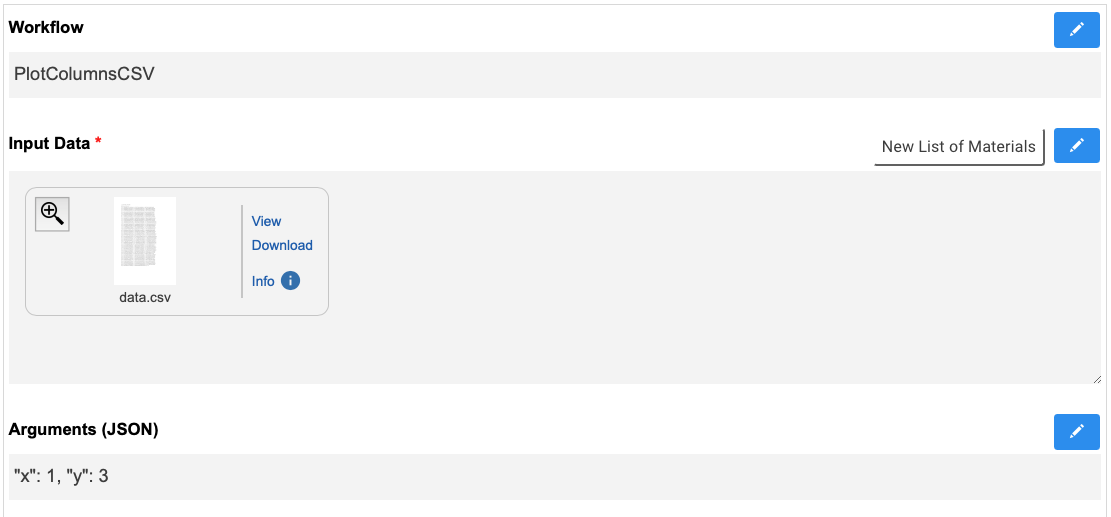 Workflow
PlotColumnsCSV
Input Data *
New List of Materials
View
Download
Info
data.csv
Arguments (JSON)
"x": 1, "y": 3